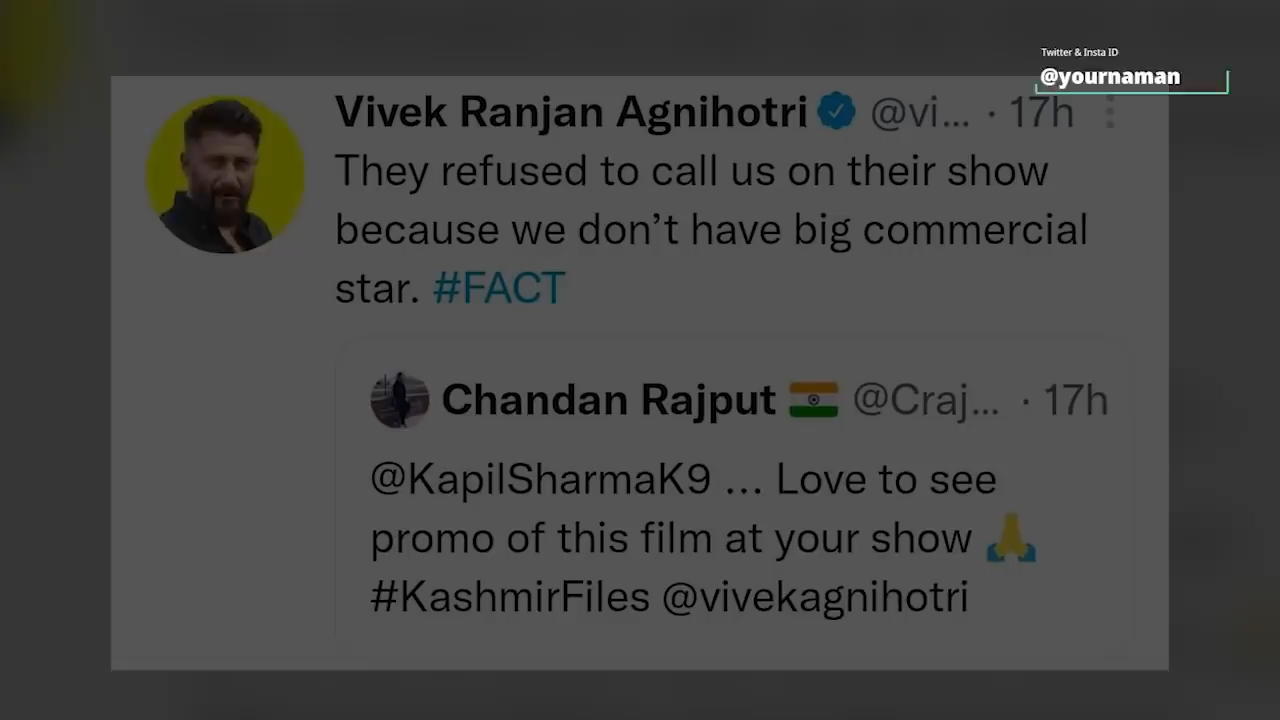 Twitter & Insta ID
@yournaman
Vivek Ranjan Agnihotri @vi... · 17h
They refused to call us on their show
because we don't have big commercial
star. #FACT
Chandan Rajput 🇮🇳 @Craj... · 17h
@KapilSharmaK9 ... Love to see
promo of this film at your show 🙏
#KashmirFiles @vivekagnihotri